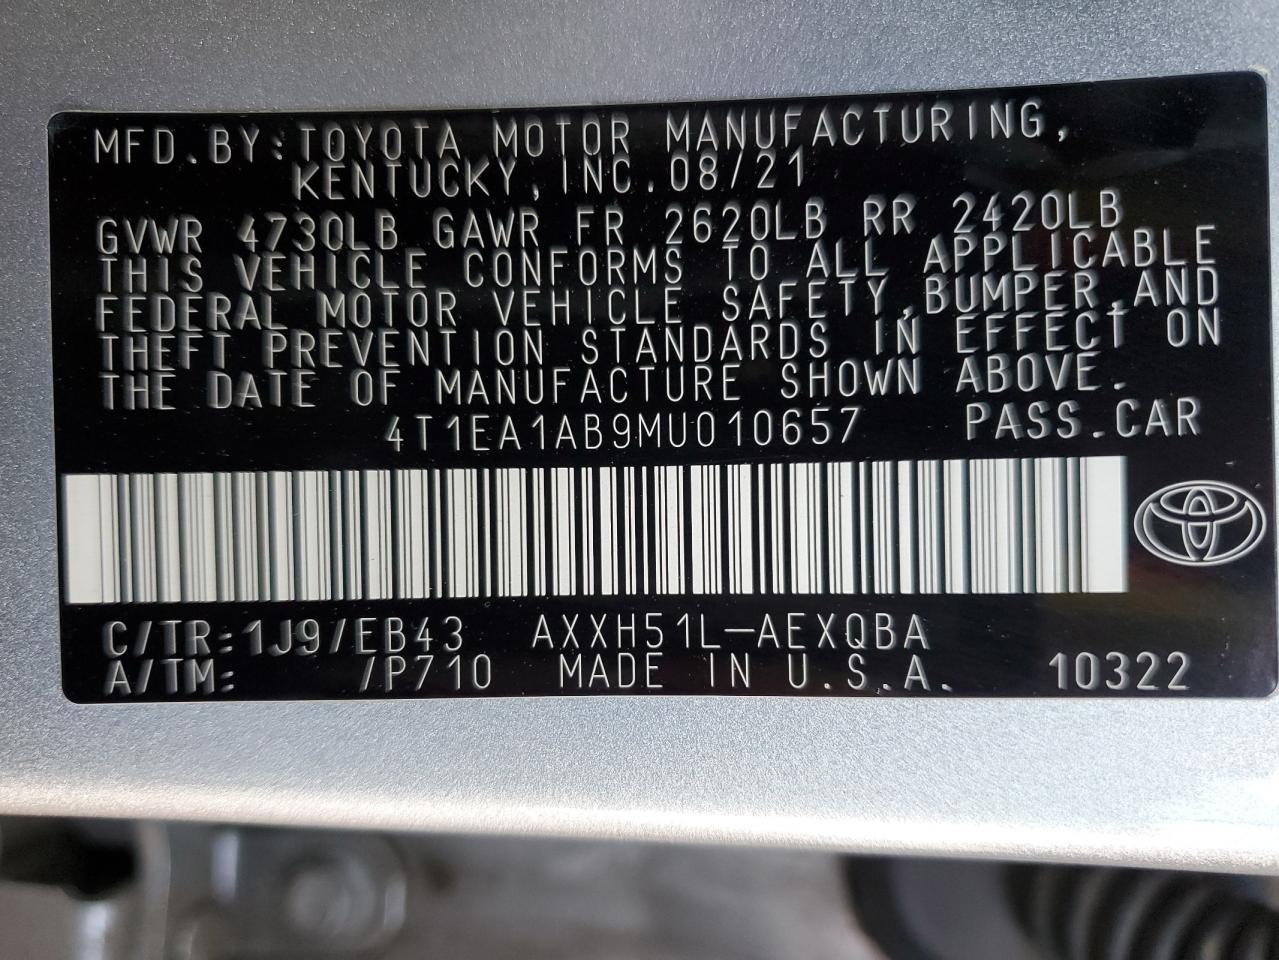 MFD.BY:TOYOTA MOTOR MANUFACTURING,
KENTUCKY,INC.08/21
GVWR 4730LB GAWR FR 2620LB RR 2420LB
THIS VEHICLE CONFORMS TO ALL APPLICABLE
FEDERAL MOTOR VEHICLE SAFETY,BUMPER,AND
THEFT PREVENTION STANDARDS IN EFFECT ON
THE DATE OF MANUFACTURE SHOWN ABOVE.
4T1EA1AB9MU010657 PASS.CAR
C/TR:1J9/EB43 AXXH51L-AEXQBA
A/TM: /P710 MADE IN U.S.A. 10322